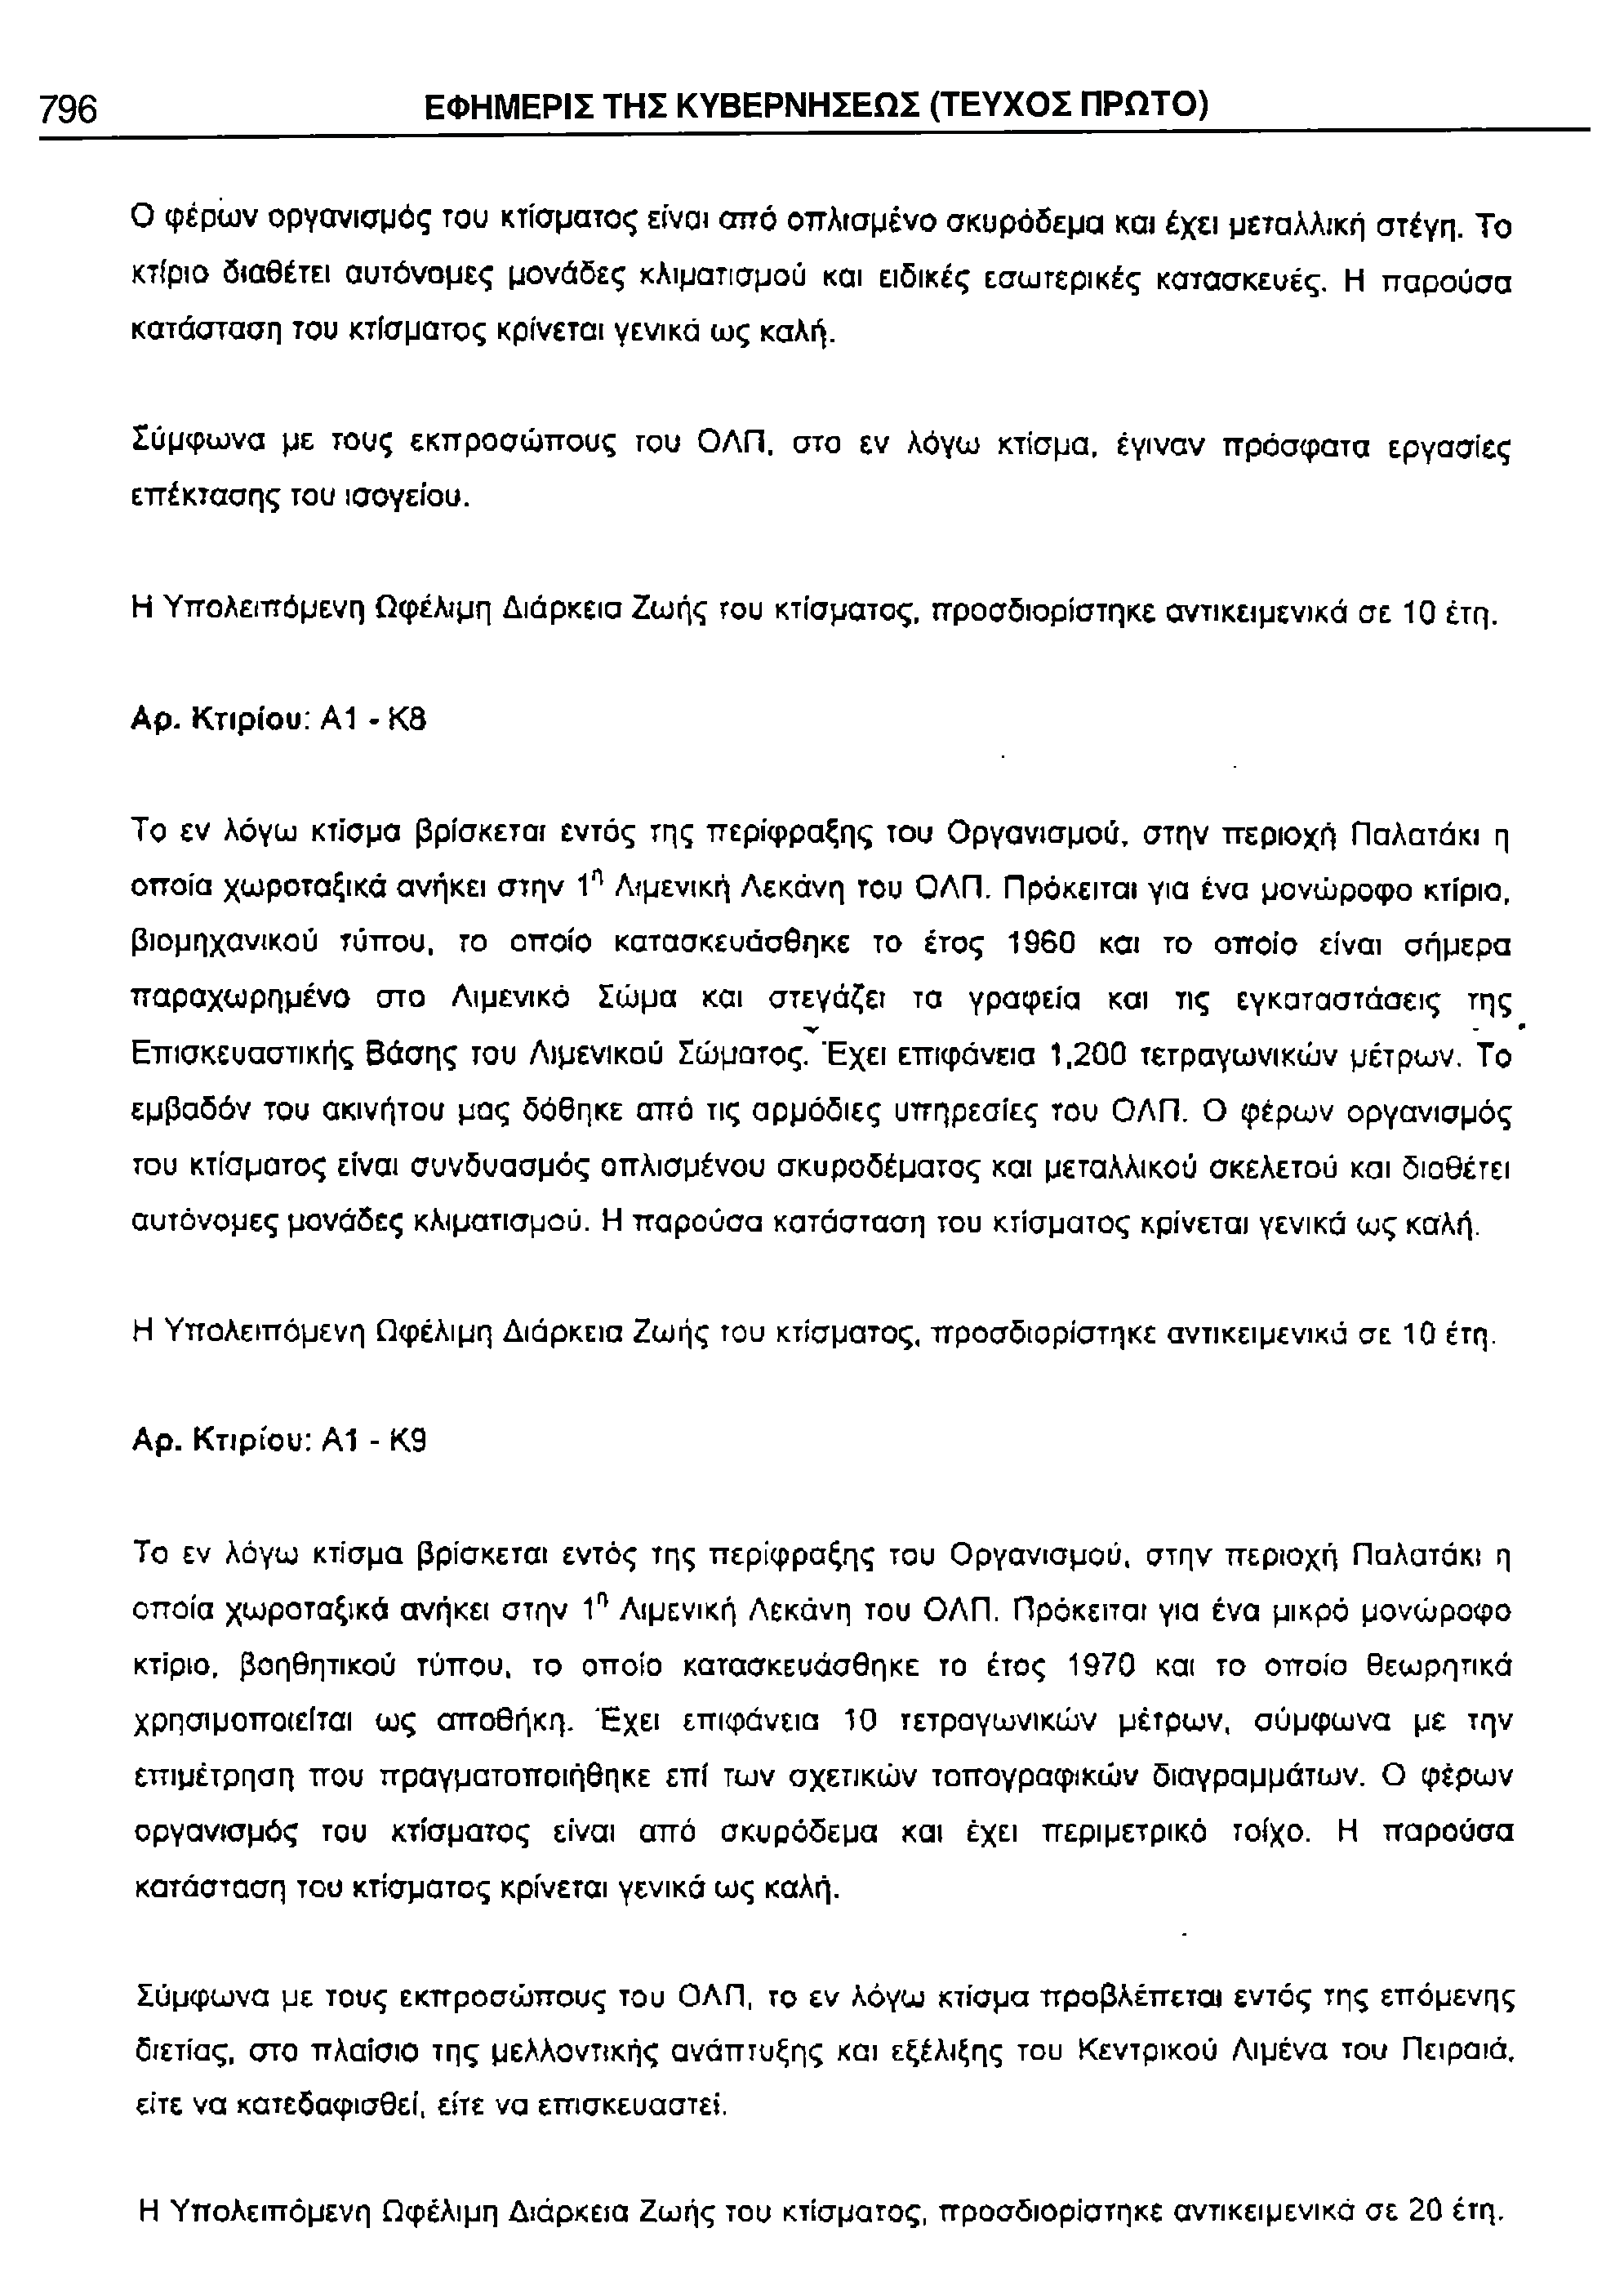 796
ΕΦΗΜΕΡΙΣ ΤΗΣ ΚΥΒΕΡΝΗΣΕΩΣ (ΤΕΥΧΟΣ ΠΡΩΤΟ)
Ο φέρων οργανισμός του κτίσματος είναι από οπλισμένο σκυρόδεμα και έχει μεταλλική στέγη. Το
κτίριο διαθέτει αυτόνομες μονάδες κλιματισμού και ειδικές εσωτερικές κατασκευές. Η παρούσα
κατάσταση του κτίσματος κρίνεται γενικά ως καλή.
Σύμφωνα με τους εκπροσώπους του ΟΛΠ, στο εν λόγω κτίσμα, έγιναν πρόσφατα εργασίες
επέκτασης του ισογείου.
Η Υπολειπόμενη Ωφέλιμη Διάρκεια Ζωής του κτίσματος, προσδιορίστηκε αντικειμενικά σε 10 έτη.
Αρ. Κτιρίου: Α1 - Κ8
Το εν λόγω κτίσμα βρίσκεται εντός της περίφραξης του Οργανισμού, στην περιοχή Παλατάκι η
οποία χωροταξικά ανήκει στην 1η Λιμενική Λεκάνη του ΟΛΠ. Πρόκειται για ένα μονώροφο κτίριο,
βιομηχανικού τύπου, το οποίο κατασκευάσθηκε το έτος 1960 και το οποίο είναι σήμερα
παραχωρημένο στο Λιμενικό Σώμα και στεγάζει τα γραφεία και τις εγκαταστάσεις της
Επισκευαστικής Βάσης του Λιμενικού Σώματος. Έχει επιφάνεια 1,200 τετραγωνικών μέτρων. Το
εμβαδόν του ακινήτου μας δόθηκε από τις αρμόδιες υπηρεσίες του ΟΛΠ. Ο φέρων οργανισμός
του κτίσματος είναι συνδυασμός οπλισμένου σκυροδέματος και μεταλλικού σκελετού και διαθέτει
αυτόνομες μονάδες κλιματισμού. Η παρούσα κατάσταση του κτίσματος κρίνεται γενικά ως καλή.
Η Υπολειπόμενη Ωφέλιμη Διάρκεια Ζωής του κτίσματος, προσδιορίστηκε αντικειμενικά σε 10 έτη.
Αρ. Κτιρίου: Α1 - Κ9
Το εν λόγω κτίσμα βρίσκεται εντός της περίφραξης του Οργανισμού, στην περιοχή Παλατάκι η
οποία χωροταξικά ανήκει στην 1η Λιμενική Λεκάνη του ΟΛΠ. Πρόκειται για ένα μικρό μονώροφο
κτίριο, βοηθητικού τύπου, το οποίο κατασκευάσθηκε το έτος 1970 και το οποίο θεωρητικά
χρησιμοποιείται ως αποθήκη. Έχει επιφάνεια 10 τετραγωνικών μέτρων, σύμφωνα με την
επιμέτρηση που πραγματοποιήθηκε επί των σχετικών τοπογραφικών διαγραμμάτων. Ο φέρων
οργανισμός του κτίσματος είναι από σκυρόδεμα και έχει περιμετρικό τοίχο. Η παρούσα
κατάσταση του κτίσματος κρίνεται γενικά ως καλή.
Σύμφωνα με τους εκπροσώπους του ΟΛΠ, το εν λόγω κτίσμα προβλέπεται εντός της επόμενης
διετίας, στο πλαίσιο της μελλοντικής ανάπτυξης και εξέλιξης του Κεντρικού Λιμένα του Πειραιά,
είτε να κατεδαφισθεί, είτε να επισκευαστεί.
Η Υπολειπόμενη Ωφέλιμη Διάρκεια Ζωής του κτίσματος, προσδιορίστηκε αντικειμενικά σε 20 έτη.